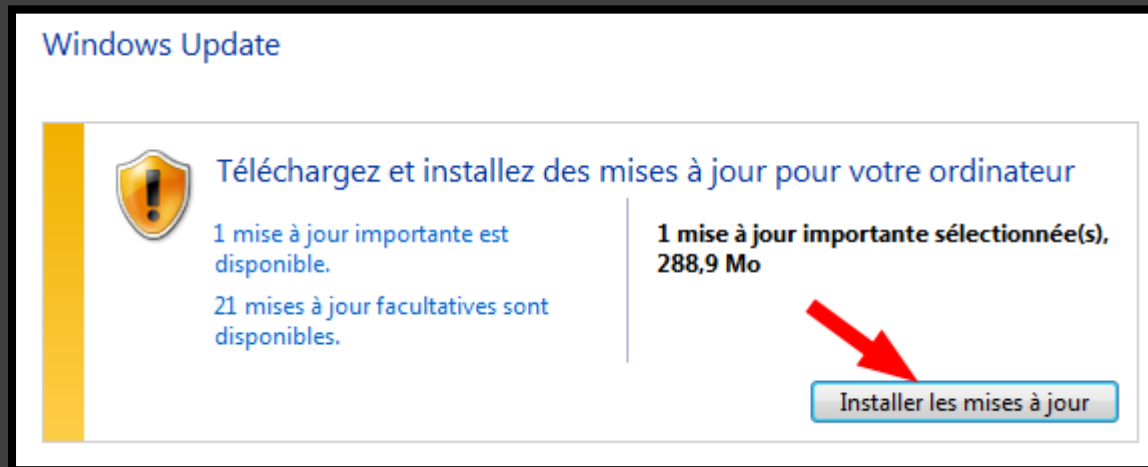 Windows Update
Téléchargez et installez des mises à jour pour votre ordinateur
1 mise à jour importante est
disponible.
21 mises à jour facultatives sont
disponibles.
1 mise à jour importante sélectionnée(s),
288,9 Mo
Installer les mises à jour